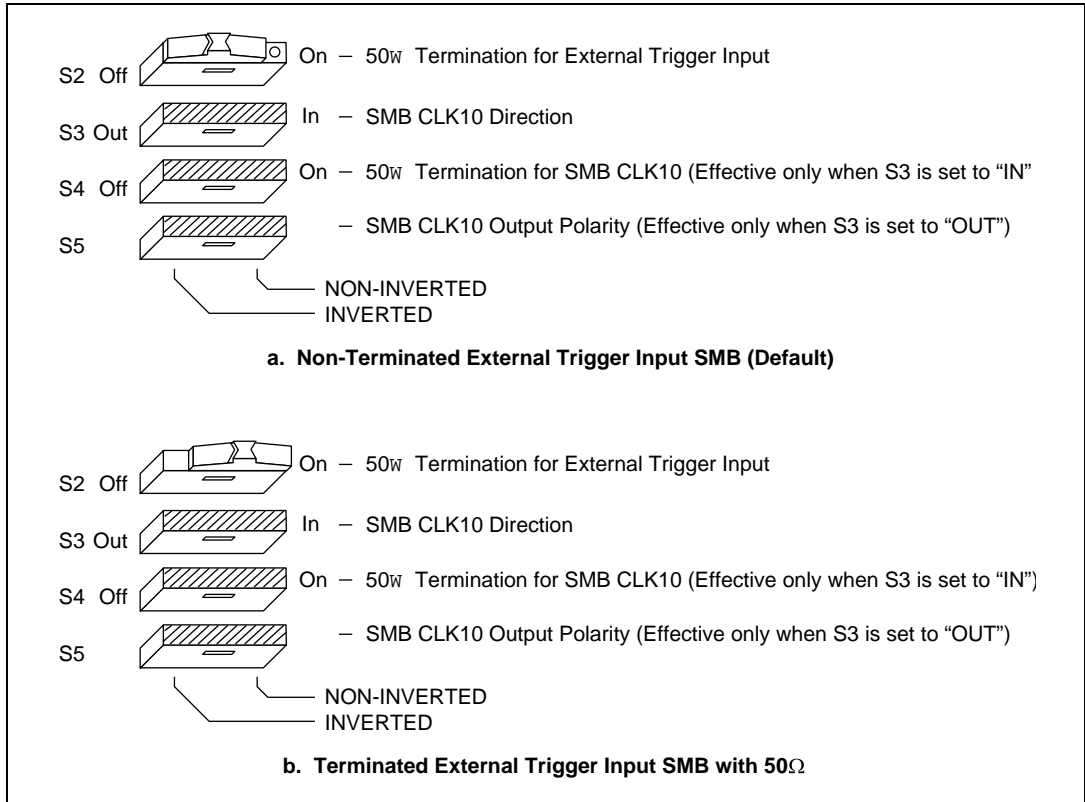 S2 Off On – 50W Termination for External Trigger Input
S3 Out In – SMB CLK10 Direction
S4 Off On – 50W Termination for SMB CLK10 (Effective only when S3 is set to “IN”
S5 – SMB CLK10 Output Polarity (Effective only when S3 is set to “OUT”)
NON-INVERTED
INVERTED
a. Non-Terminated External Trigger Input SMB (Default)
S2 Off On – 50W Termination for External Trigger Input
S3 Out In – SMB CLK10 Direction
S4 Off On – 50W Termination for SMB CLK10 (Effective only when S3 is set to “IN”)
S5 – SMB CLK10 Output Polarity (Effective only when S3 is set to “OUT”)
NON-INVERTED
INVERTED
b. Terminated External Trigger Input SMB with 50Ω